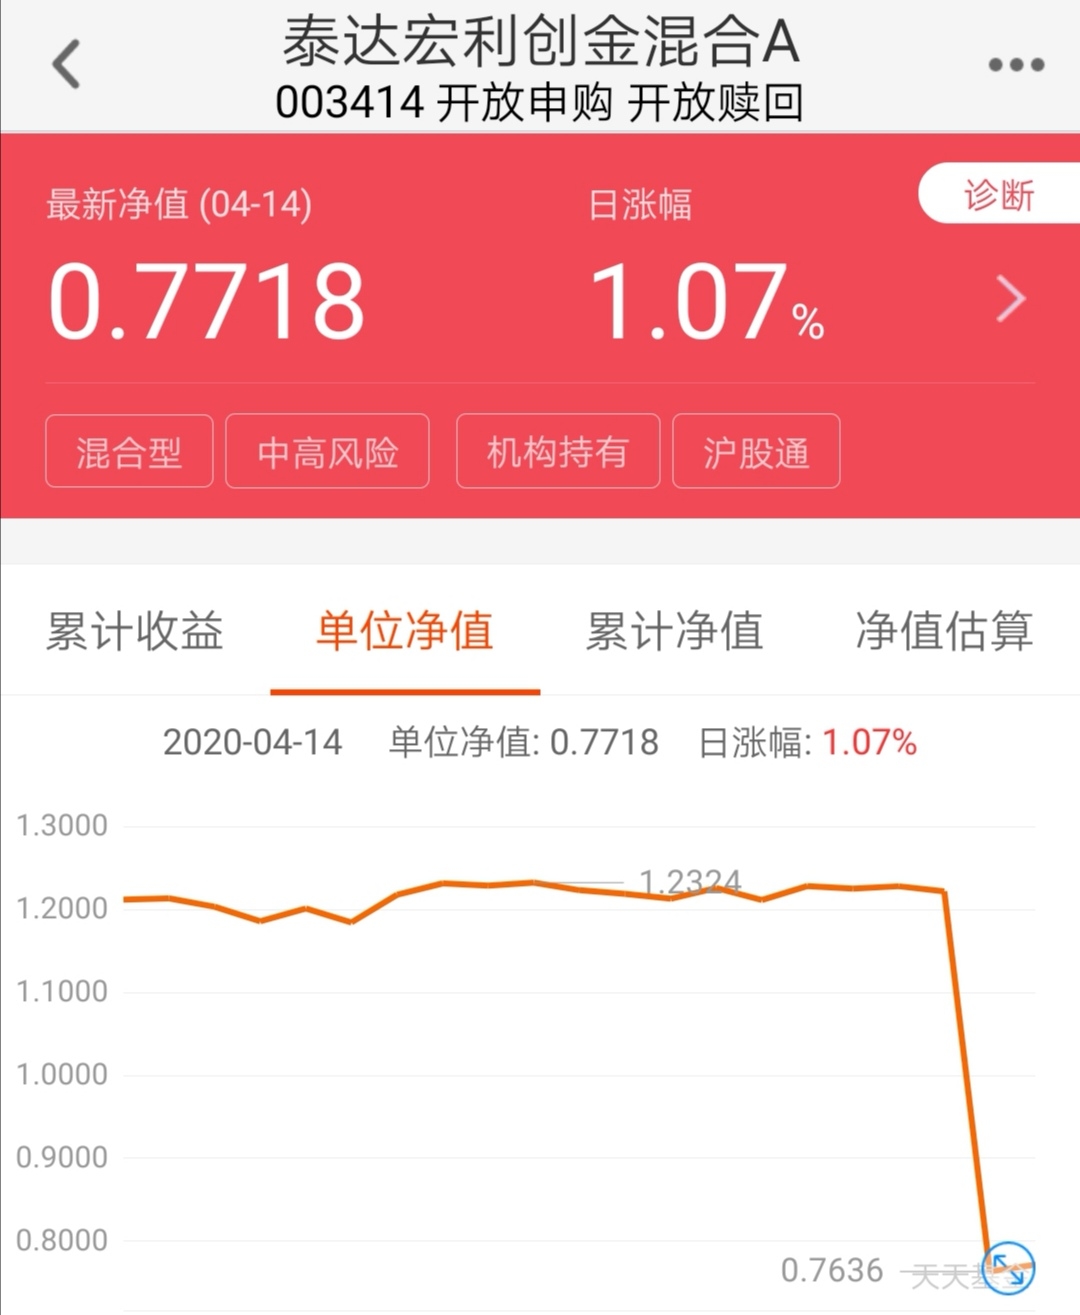 泰达宏利创金混合A
003414 开放申购 开放赎回
最新净值 (04-14) 日涨幅 诊断
0.7718 1.07%
混合型 中高风险 机构持有 沪股通
累计收益 单位净值 累计净值 净值估算
2020-04-14 单位净值: 0.7718 日涨幅: 1.07%
1.3000
1.2324
1.2000
1.1000
1.0000
0.9000
0.8000
0.7636 天天基金